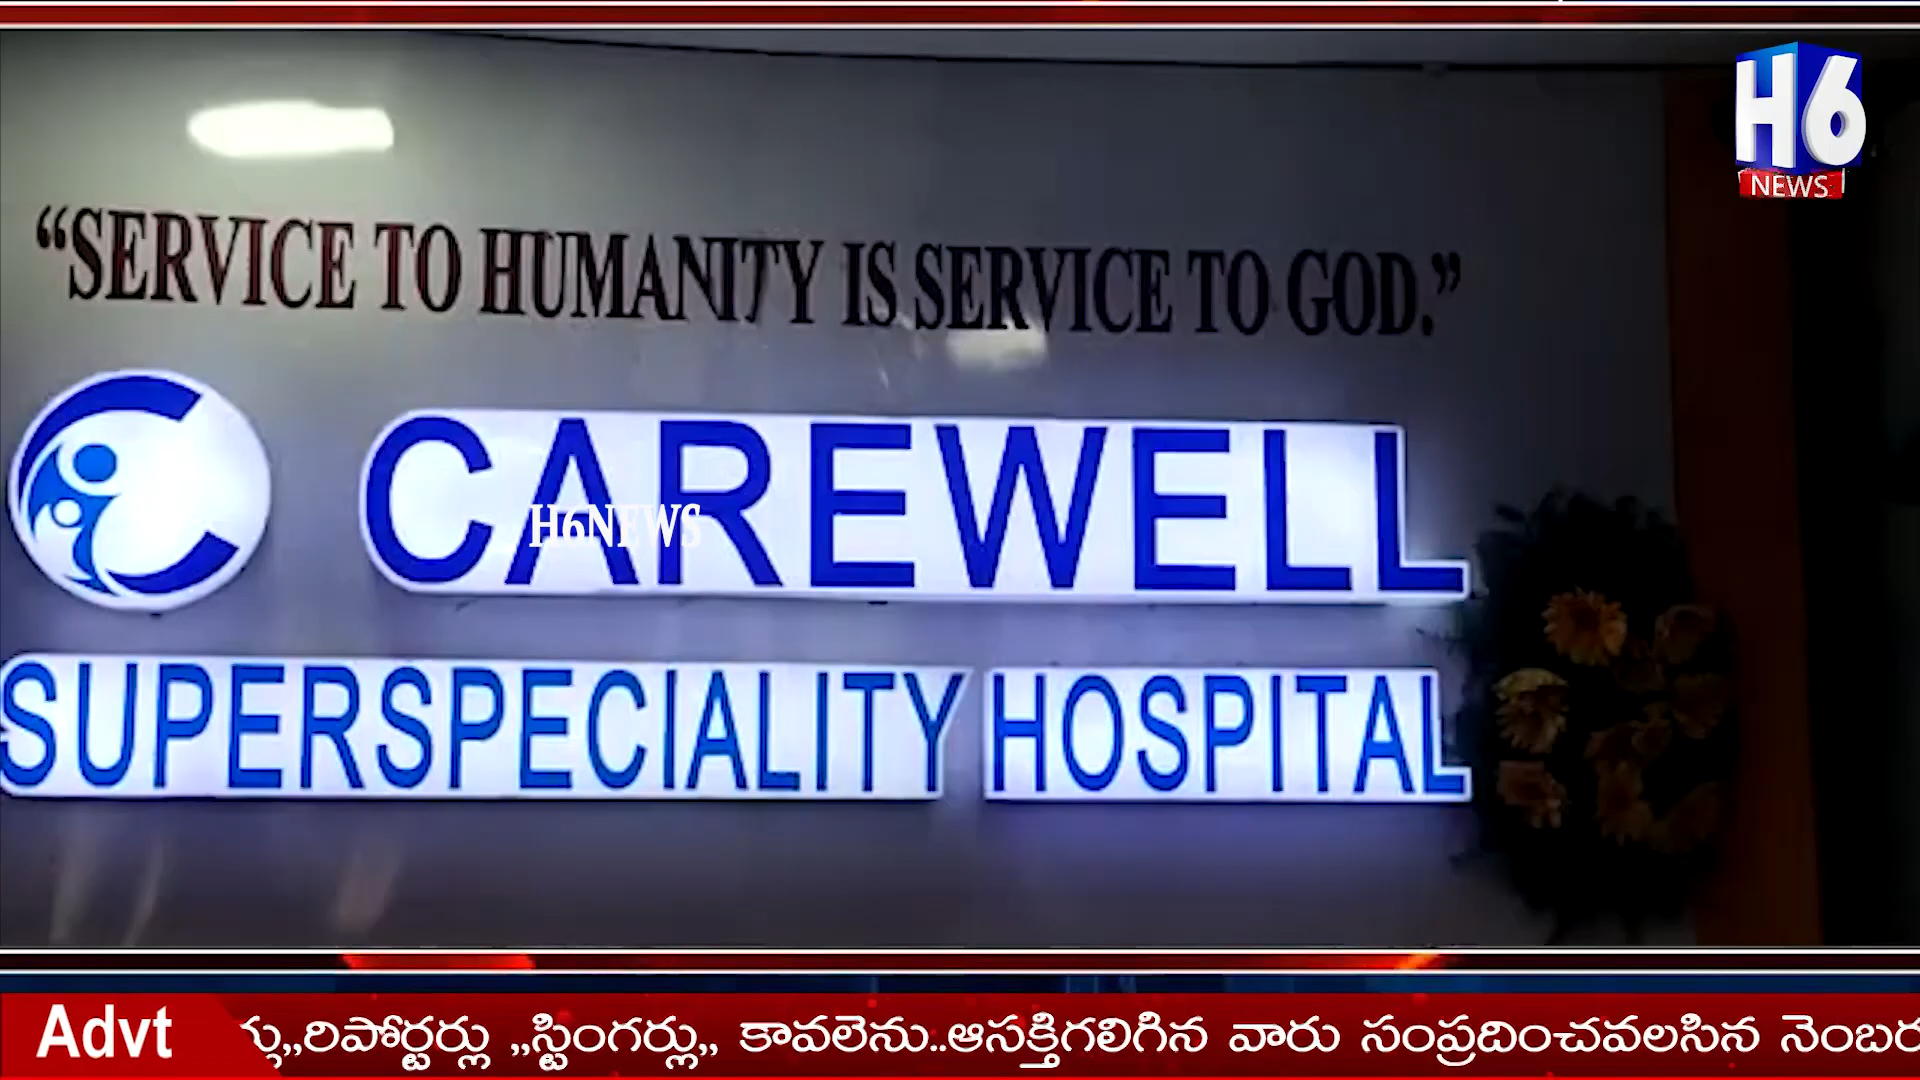 H6
NEWS
“SERVICE TO HUMANITY IS SERVICE TO GOD.”
CAREWELL
H6NEWS
SUPERSPECIALITY HOSPITAL
Advt
,,రిపోర్టర్లు ,,స్టింగర్లు,, కావలెను..ఆసక్తిగలిగిన వారు సంప్రదించవలసిన నెంబర